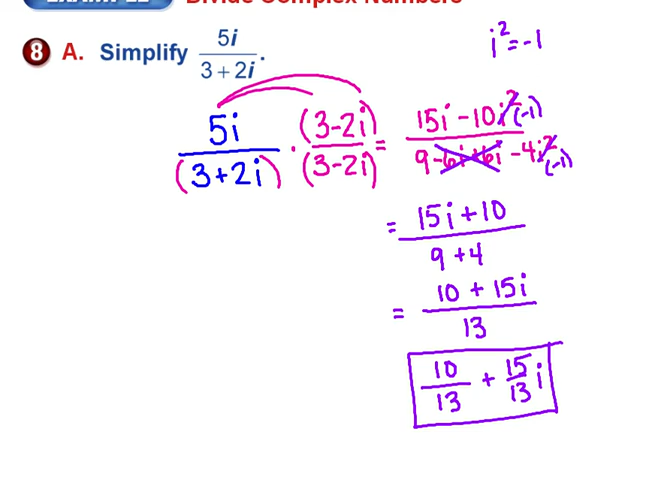 Divide Complex Numbers
i² = -1
8 A. Simplify 5i / 3 + 2i.
5i / (3+2i) · (3-2i) / (3-2i) = 15i - 10i² (-1) / 9 - 6i + 6i - 4i² (-1)
= 15i + 10 / 9 + 4
= 10 + 15i / 13
10/13 + 15/13 i